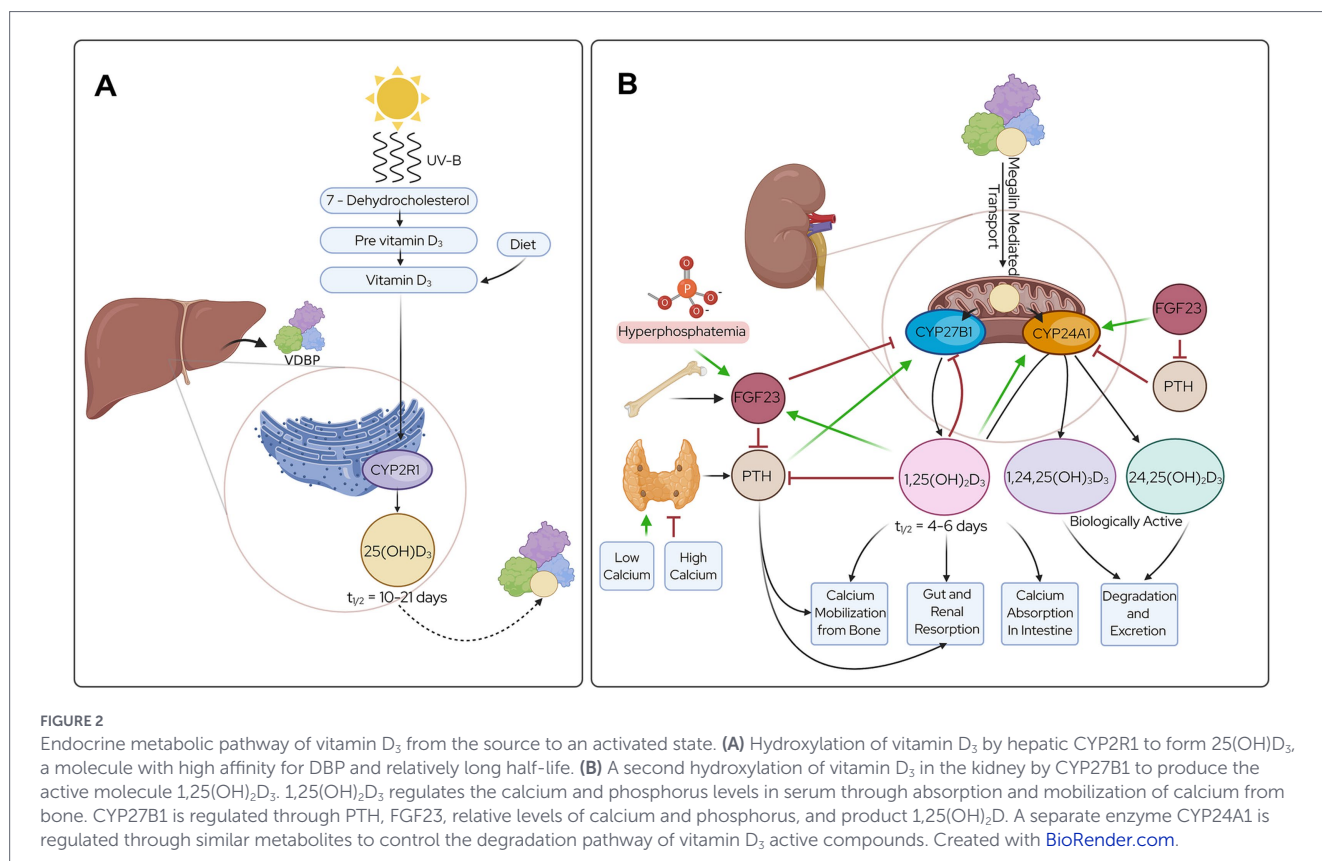 A
UV-B
7 - Dehydrocholesterol
Pre vitamin D₃
Diet
Vitamin D₃
VDBP
CYP2R1
25(OH)D₃
t₁/₂ = 10-21 days
B
Megalin Mediated
Transport
P
O
O
O
O
-
-
Hyperphosphatemia
CYP27B1
CYP24A1
FGF23
PTH
FGF23
PTH
1,25(OH)₂D₃
1,24,25(OH)₃D₃
24,25(OH)₂D₃
t₁/₂ = 4-6 days
Biologically Active
Low
Calcium
High
Calcium
Calcium
Mobilization
from Bone
Gut and
Renal
Resorption
Calcium
Absorption
In Intestine
Degradation
and
Excretion
FIGURE 2
Endocrine metabolic pathway of vitamin D₃ from the source to an activated state. (A) Hydroxylation of vitamin D₃ by hepatic CYP2R1 to form 25(OH)D₃,
a molecule with high affinity for DBP and relatively long half-life. (B) A second hydroxylation of vitamin D₃ in the kidney by CYP27B1 to produce the
active molecule 1,25(OH)₂D₃. 1,25(OH)₂D₃ regulates the calcium and phosphorus levels in serum through absorption and mobilization of calcium from
bone. CYP27B1 is regulated through PTH, FGF23, relative levels of calcium and phosphorus, and product 1,25(OH)₂D. A separate enzyme CYP24A1 is
regulated through similar metabolites to control the degradation pathway of vitamin D₃ active compounds. Created with BioRender.com.